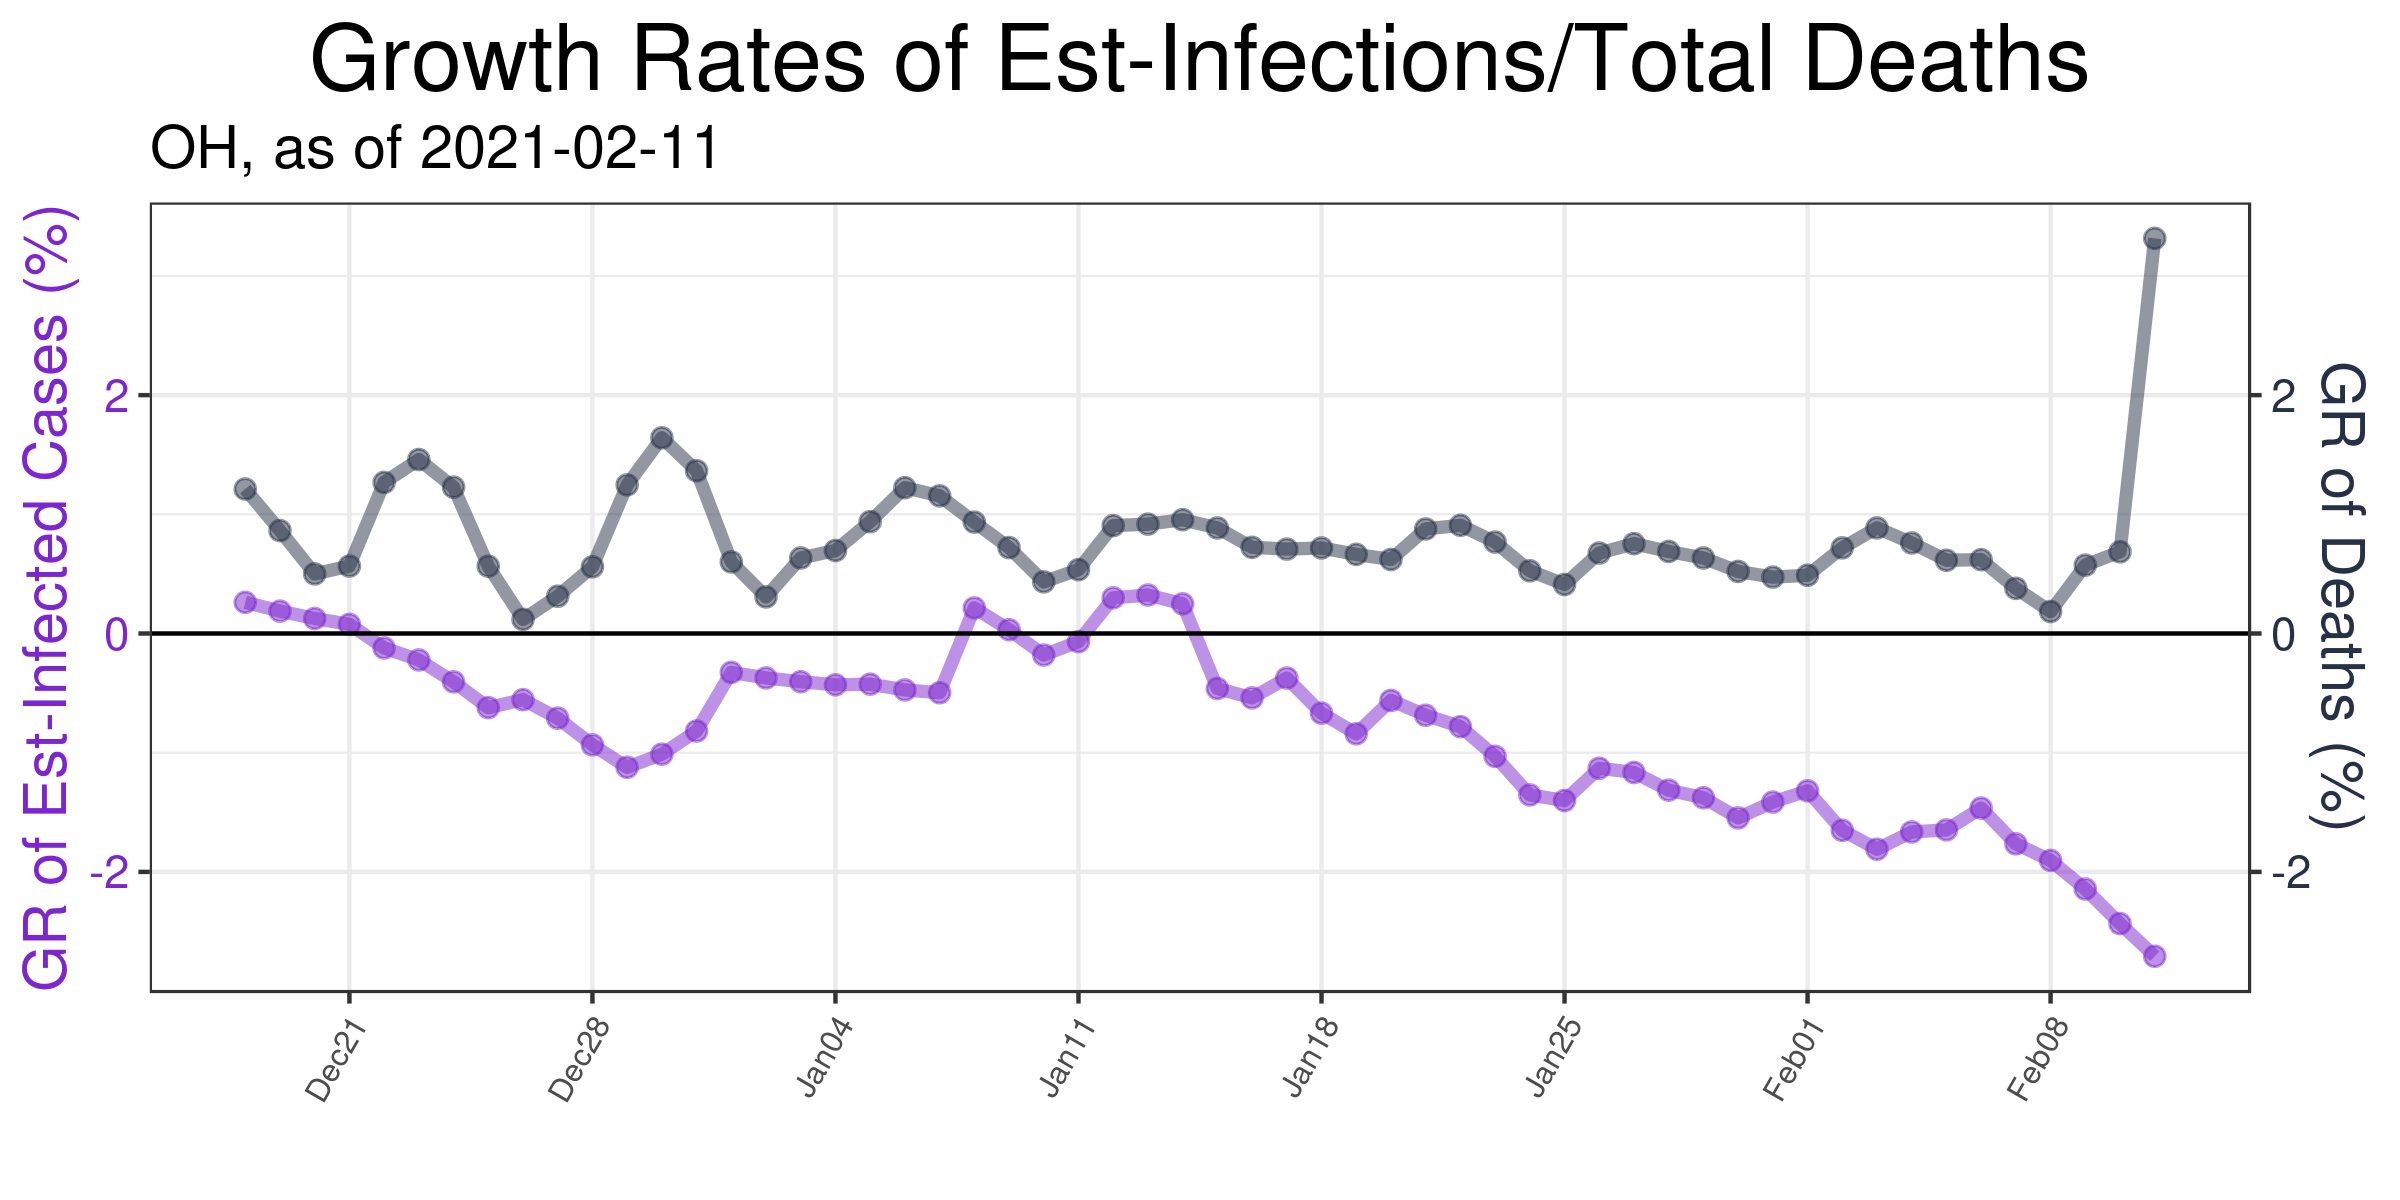 Growth Rates of Est-Infections/Total Deaths
OH, as of 2021-02-11
GR of Est-Infected Cases (%)
2
0
-2
2
0
-2
GR of Deaths (%)
Dec21
Dec28
Jan04
Jan11
Jan18
Jan25
Feb01
Feb08